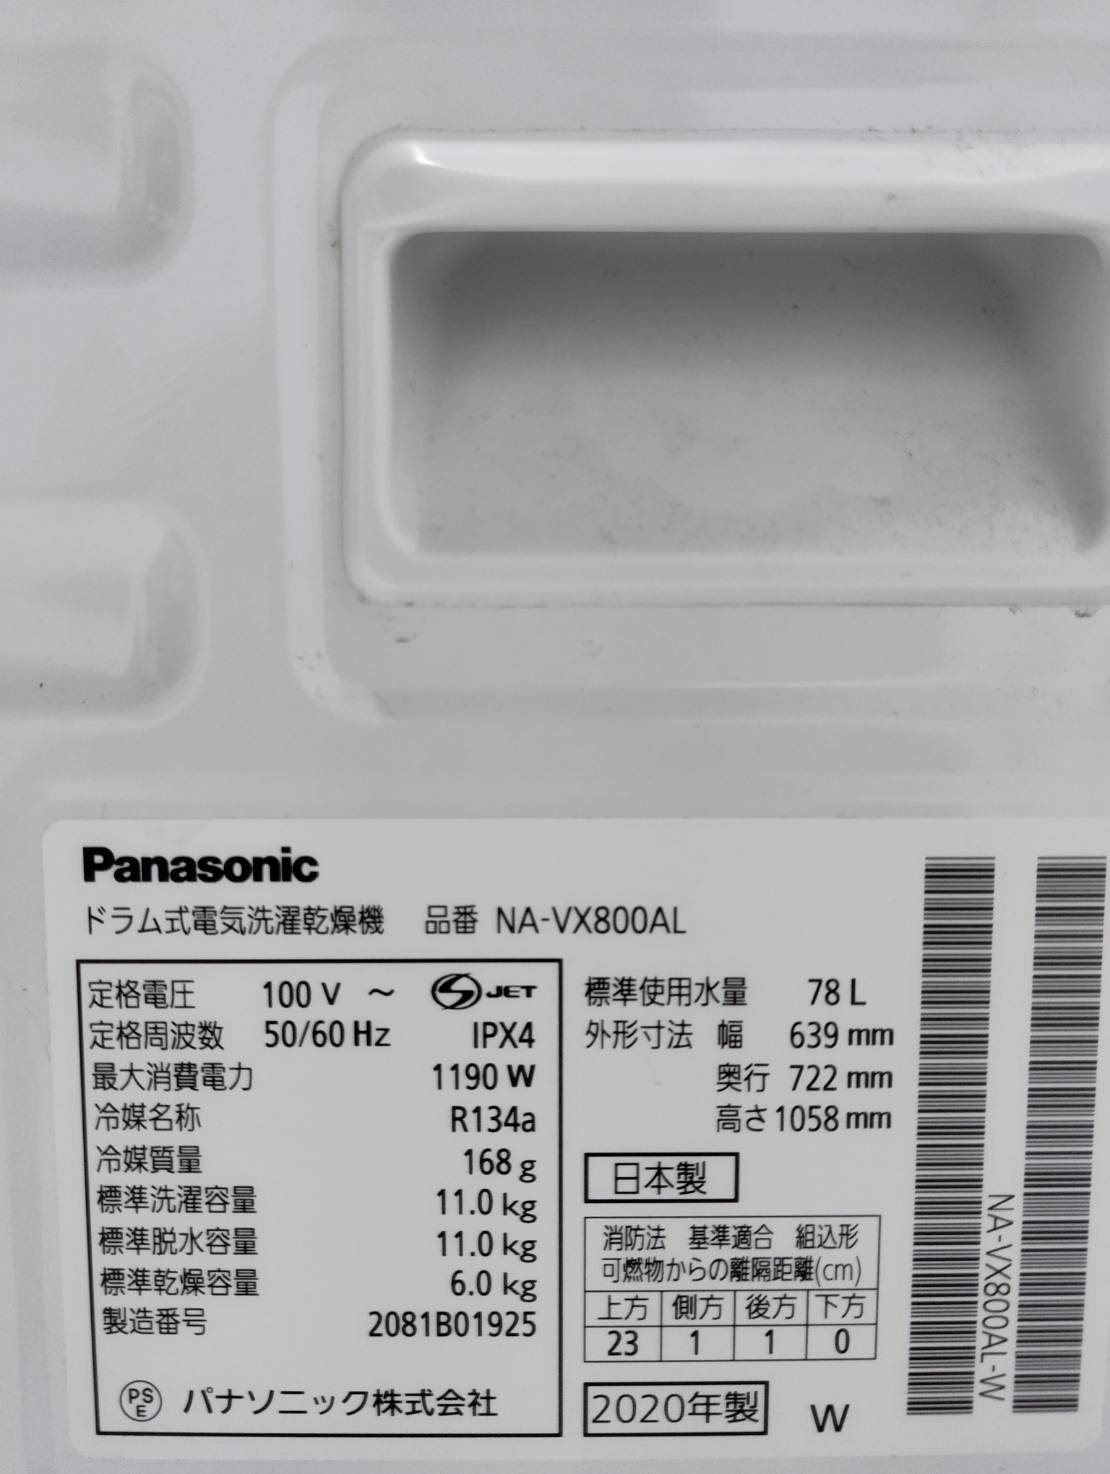 Panasonic
ドラム式電気洗濯乾燥機 品番 NA-VX800AL
定格電圧 100 V ～ S JET
定格周波数 50/60 Hz IPX4
最大消費電力 1190 W
冷媒名称 R134a
冷媒質量 168 g
標準洗濯容量 11.0 kg
標準脱水容量 11.0 kg
標準乾燥容量 6.0 kg
製造番号 2081B01925
PS E パナソニック株式会社
標準使用水量 78 L
外形寸法 幅 639 mm
奥行 722 mm
高さ 1058 mm
日本製
消防法 基準適合 組込形
可燃物からの離隔距離(cm)
上方 側方 後方 下方
23 1 1 0
2020年製 W
NA-VX800AL-W